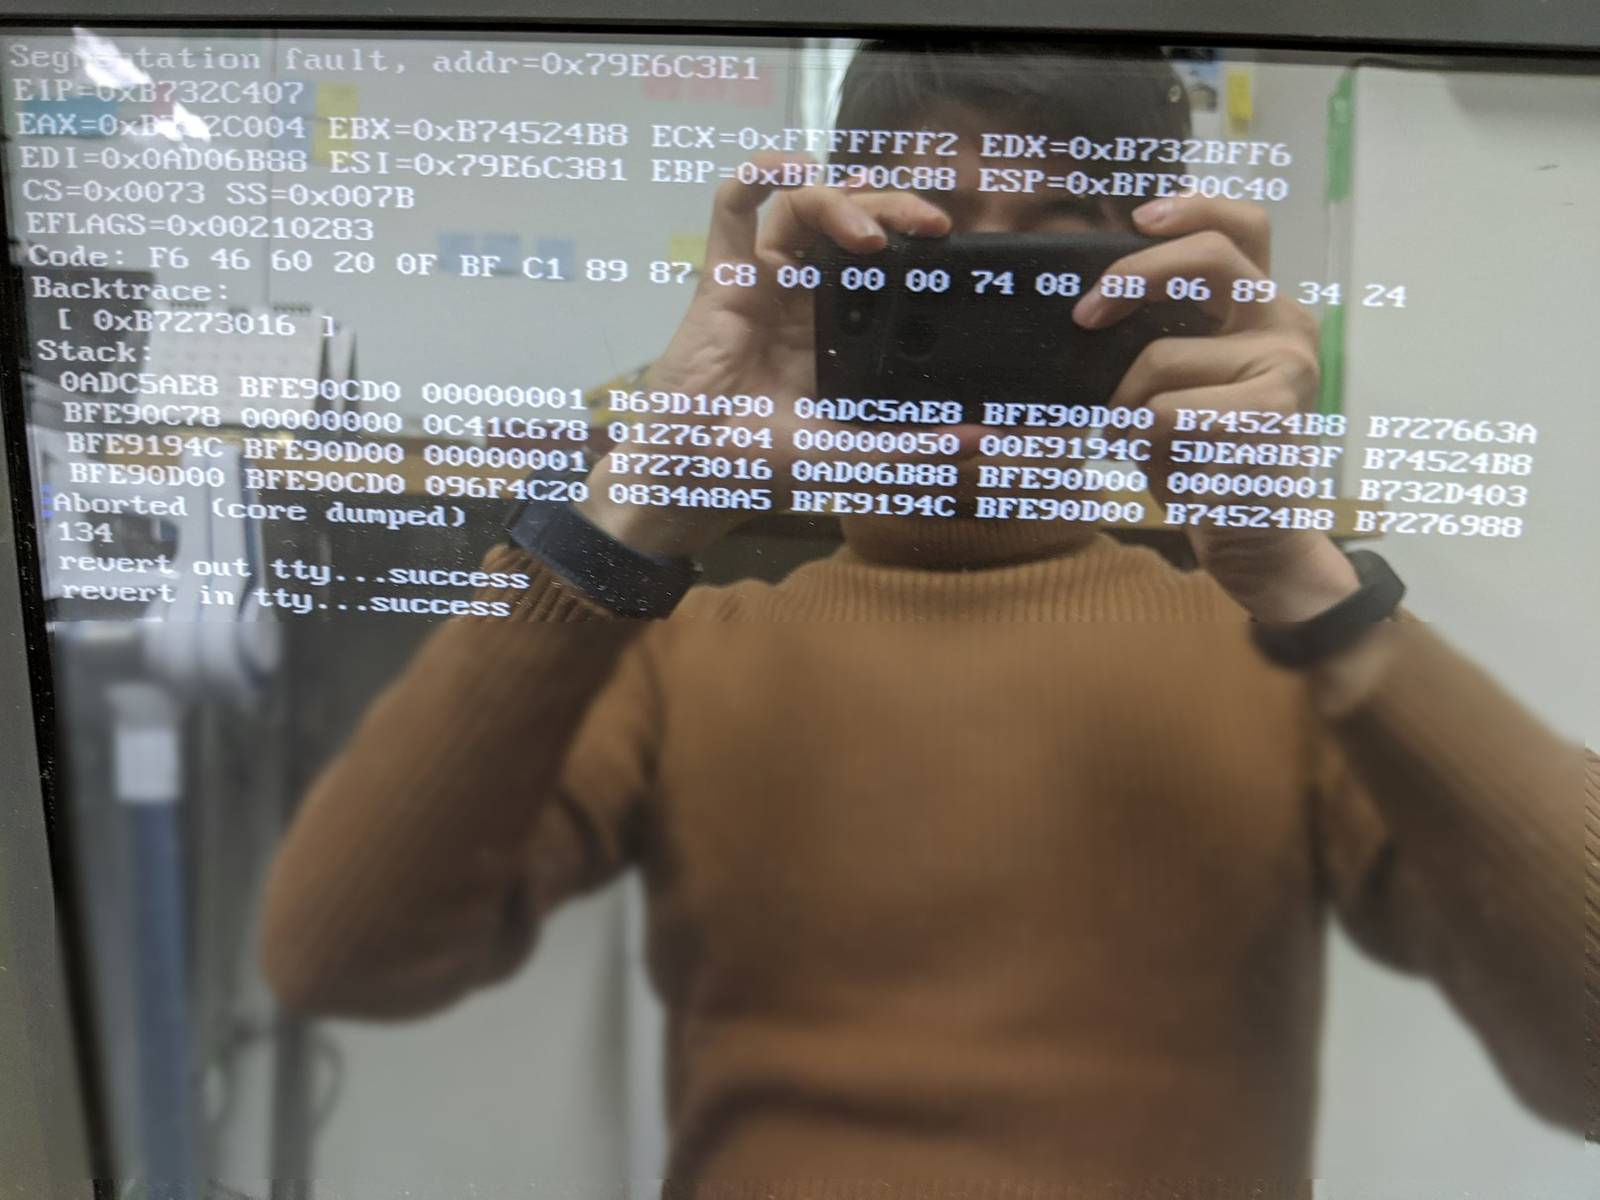 Segmentation fault, addr=0x79E6C3E1
EIP=0xB732C407
EAX=0xB732C004 EBX=0xB74524B8 ECX=0xFFFFFFF2 EDX=0xB732BFF6
EDI=0x0AD06B88 ESI=0x79E6C381 EBP=0xBFE90C88 ESP=0xBFE90C40
CS=0x0073 SS=0x007B
EFLAGS=0x00210283
Code: F6 46 60 20 0F BF C1 89 87 C8 00 00 00 74 08 8B 06 89 34 24
Backtrace:
[ 0xB7273016 ]
Stack:
0ADC5AE8 BFE90CD0 00000001 B69D1A90 0ADC5AE8 BFE90D00 B74524B8 B727663A
BFE90C78 00000000 0C41C678 01276704 00000050 00E9194C 5DEA8B3F B74524B8
BFE9194C BFE90D00 00000001 B7273016 0AD06B88 BFE90D00 00000001 B732D403
BFE90D00 BFE90CD0 096F4C20 0834A8A5 BFE9194C BFE90D00 B74524B8 B7276988
Aborted (core dumped)
134
revert out tty...success
revert in tty...success